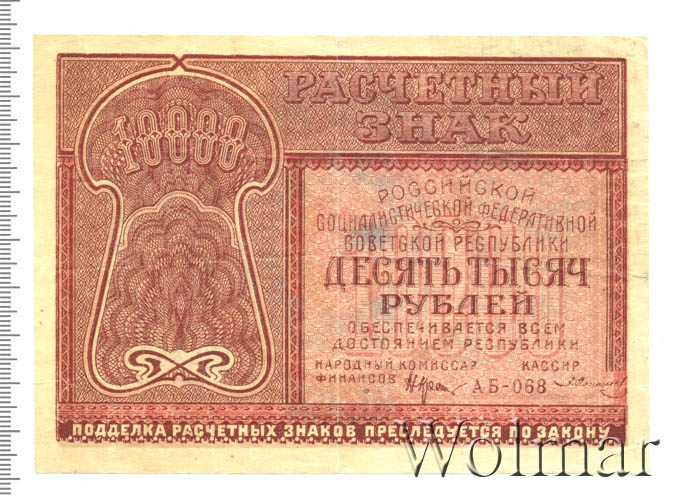 РАСЧЕТНЫЙ
ЗНАК
10000
РОССИЙСКОЙ
СОЦИАЛИСТИЧЕСКОЙ ФЕДЕРАТИВНОЙ
СОВЕТСКОЙ РЕСПУБЛИКИ
ДЕСЯТЬ ТЫСЯЧ
РУБЛЕЙ
ОБЕСПЕЧИВАЕТСЯ ВСЕМ
ДОСТОЯНИЕМ РЕСПУБЛИКИ
НАРОДНЫЙ КОМИССАР КАССИР
ФИНАНСОВ АБ-068
ПОДДЕЛКА РАСЧЕТНЫХ ЗНАКОВ ПРЕСЛЕДУЕТСЯ ПО ЗАКОНУ
Wolmar